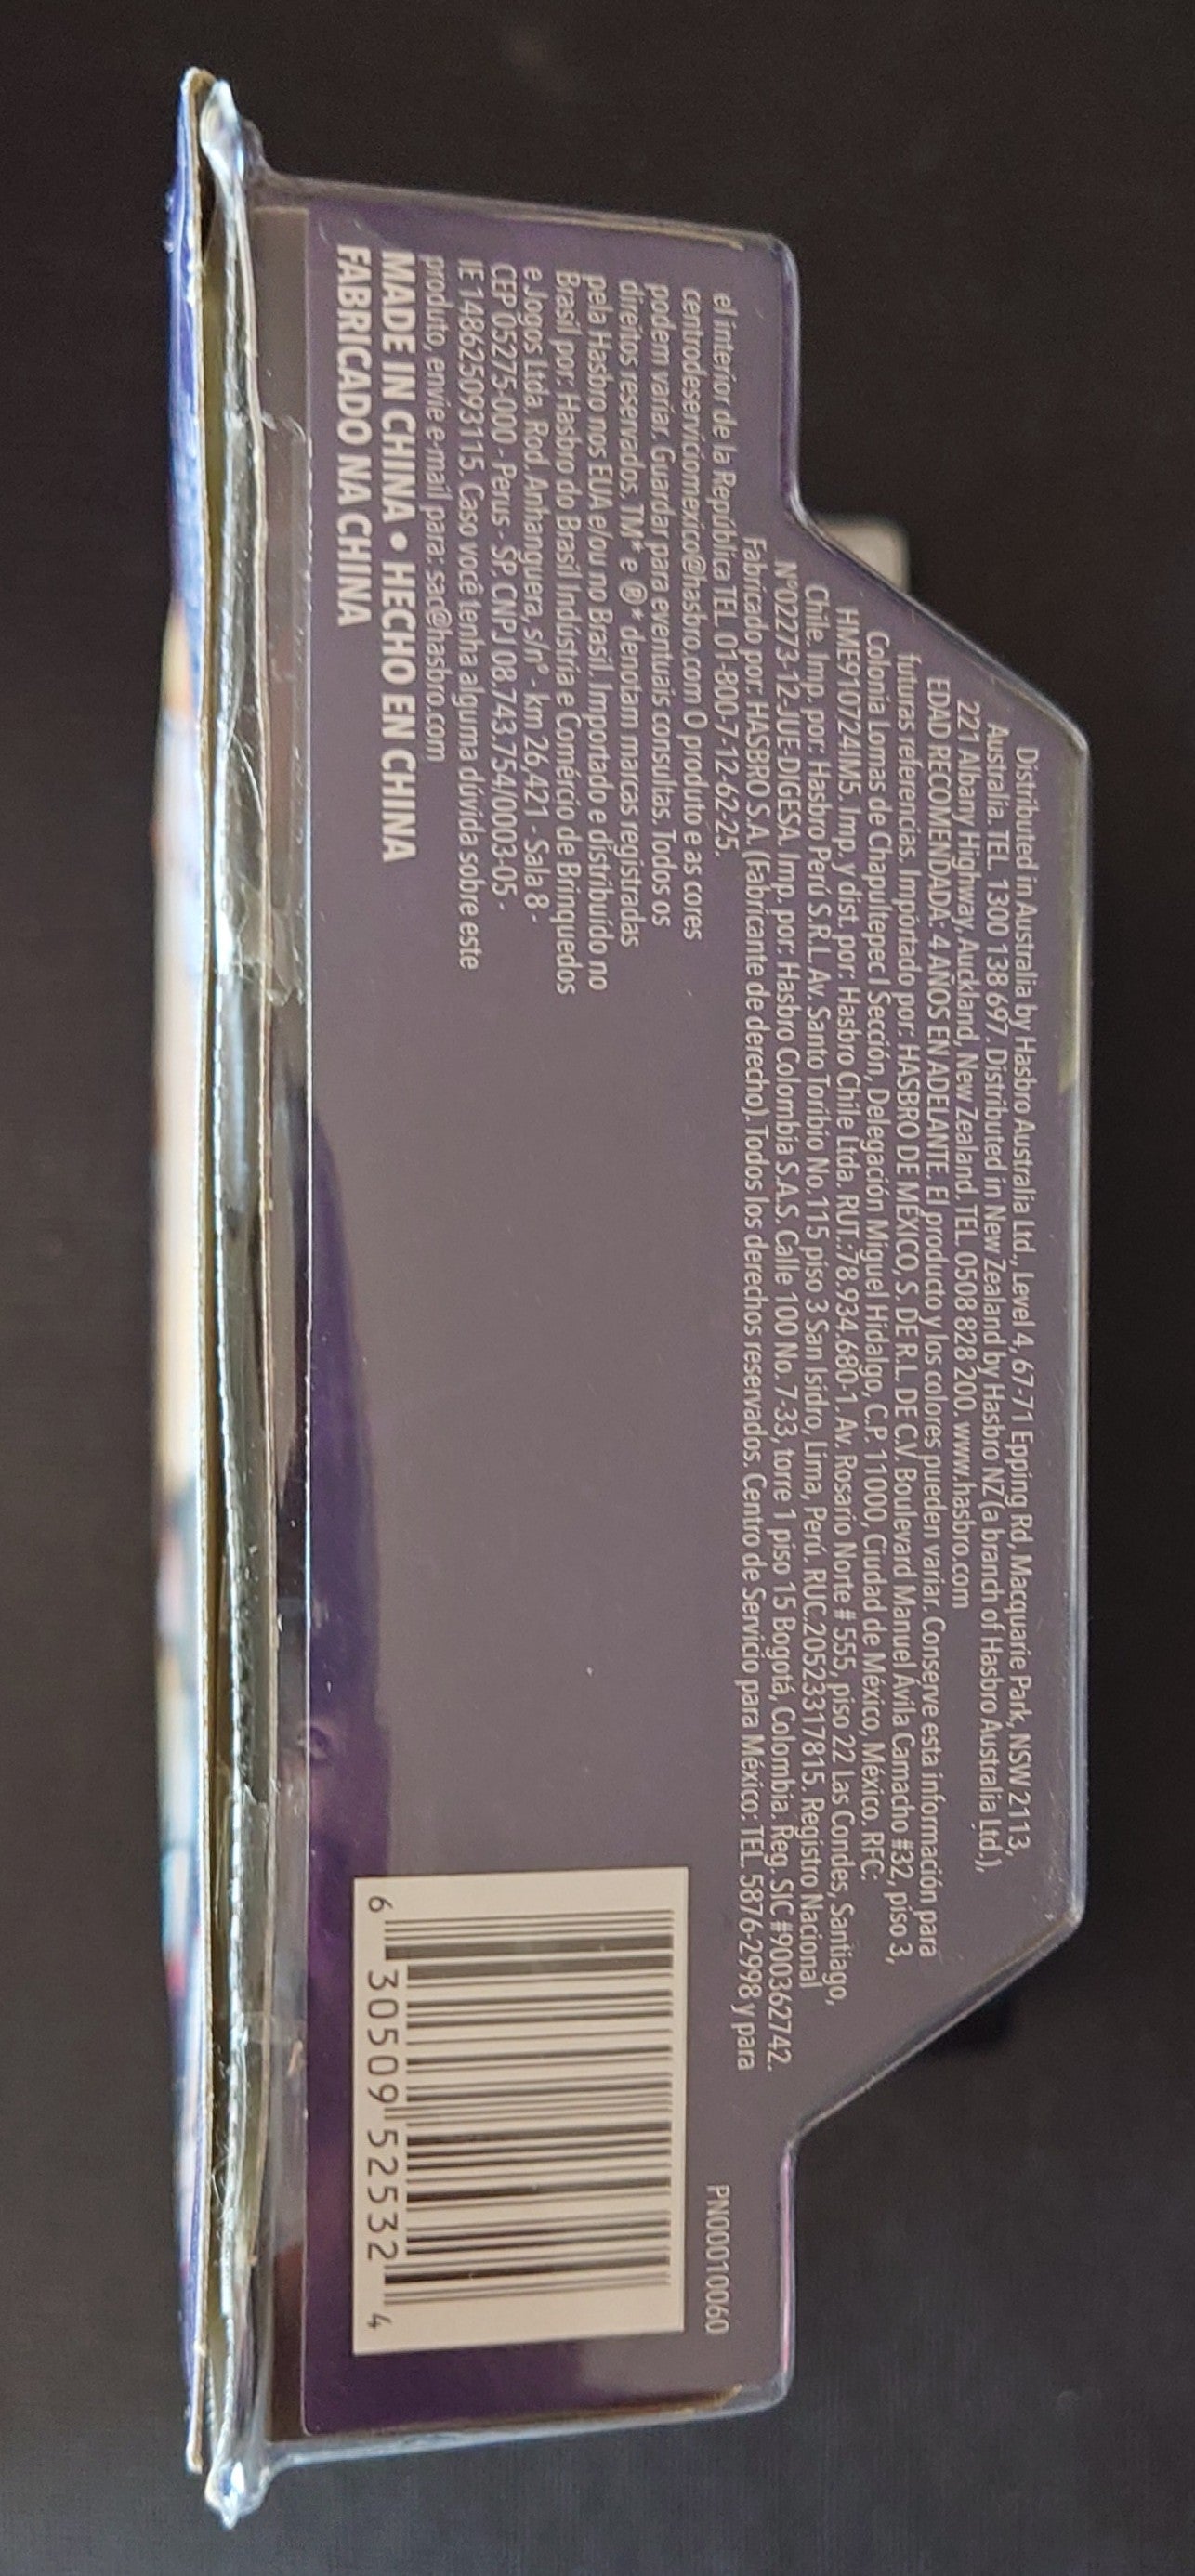 Distributed in Australia by Hasbro Australia Ltd., Level 4, 67-71 Epping Rd, Macquarie Park, NSW 2113,
Australia. TEL. 1300 138 697. Distributed in New Zealand by Hasbro NZ (a branch of Hasbro Australia Ltd.),
221 Albany Highway, Auckland, New Zealand. TEL. 0508 828 200. www.hasbro.com
EDAD RECOMENDADA: 4 AÑOS EN ADELANTE. El producto y los colores pueden variar. Conserve esta información para
futuras referencias. Importado por: HASBRO DE MÉXICO, S. DE R.L. DE C.V. Boulevard Manuel Ávila Camacho #32, piso 3,
Colonia Lomas de Chapultepec I Sección, Delegación Miguel Hidalgo, C.P. 11000, Ciudad de México, México. RFC:
HME910724IM5. Imp. y dist. por: Hasbro Chile Ltda. RUT.:78.934.680-1. Av. Rosario Norte # 555, piso 22 Las Condes, Santiago,
Chile. Imp. por: Hasbro Perú S.R.L. Av. Santo Toribio No.115 piso 3 San Isidro, Lima, Perú. RUC:20523317815. Registro Nacional
N°02273-12-JUE-DIGESA. Imp. por: Hasbro Colombia S.A.S. Calle 100 No. 7-33, torre 1 piso 15 Bogotá, Colombia. Reg. SIC #900362742.
Fabricado por: HASBRO S.A. (Fabricante de derecho). Todos los derechos reservados. Centro de Servicio para México: TEL. 5876-2998 y para
el interior de la República TEL. 01-800-7-12-62-25.
centrodeserviciomexico@hasbro.com O produto e as cores
podem variar. Guardar para eventuais consultas. Todos os
direitos reservados. TM* e ®* denotam marcas registradas
pela Hasbro nos EUA e/ou no Brasil. Importado e distribuído no
Brasil por: Hasbro do Brasil Indústria e Comércio de Brinquedos
e Jogos Ltda. Rod. Anhanguera, s/nº - km 26,421 - Sala 8 -
CEP 05275-000 - Perus - SP. CNPJ 08.743.754/0003-05 -
IE 148625093115. Caso você tenha alguma dúvida sobre este
produto, envie e-mail para: sac@hasbro.com
MADE IN CHINA • HECHO EN CHINA
FABRICADO NA CHINA
PN00010060
6 30509 52532 4